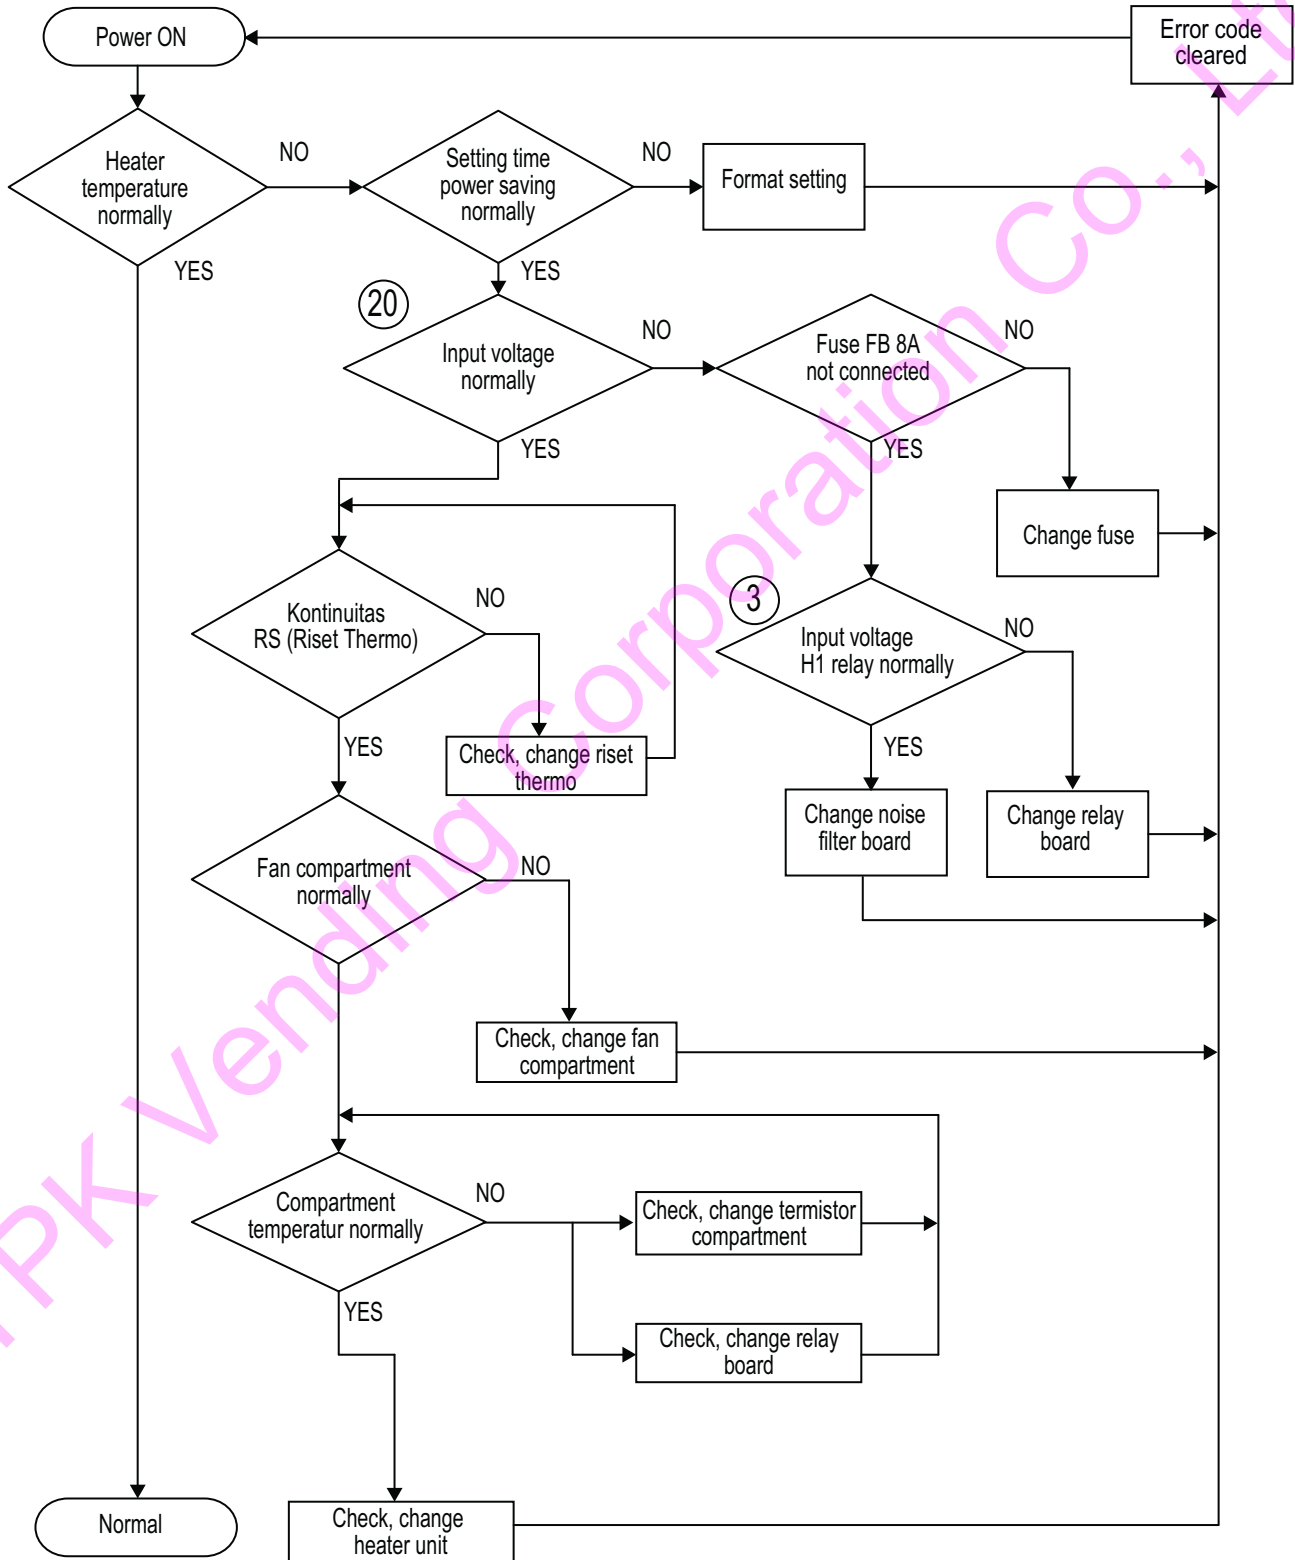 Power ON
Error code
cleared
Heater
temperature
normally
NO
YES
Setting time
power saving
normally
NO
YES
Format setting
20
Input voltage
normally
NO
YES
Fuse FB 8A
not connected
NO
YES
Change fuse
Kontinuitas
RS (Riset Thermo)
NO
YES
Check, change riset
thermo
3
Input voltage
H1 relay normally
NO
YES
Change noise
filter board
Change relay
board
Fan compartment
normally
NO
Check, change fan
compartment
Compartment
temperatur normally
NO
YES
Check, change termistor
compartment
Check, change relay
board
Normal
Check, change
heater unit
TPK Vending Corporation Co., Ltd